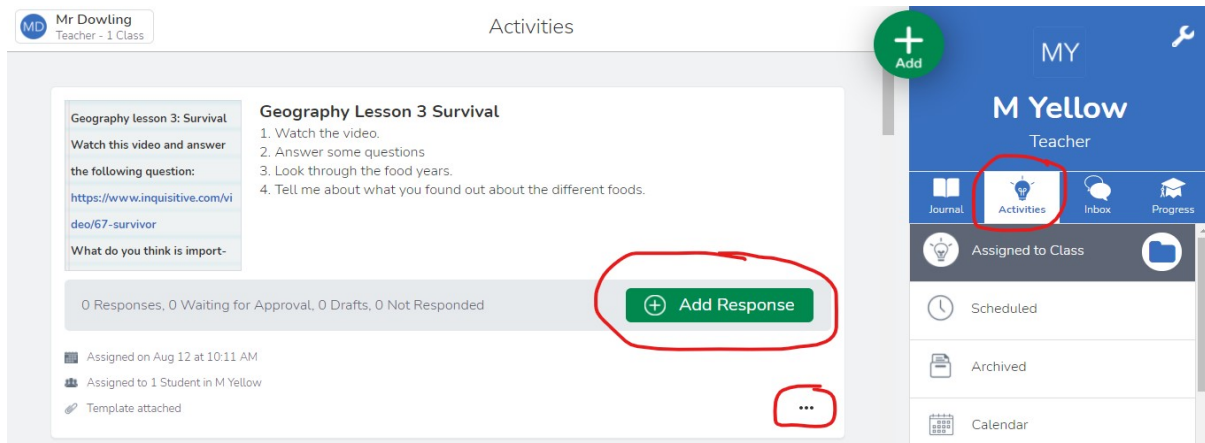 MD
Mr Dowling
Teacher - 1 Class
Activities
Add
MY
M Yellow
Teacher
Journal
Activities
Inbox
Progress
Geography lesson 3: Survival
Watch this video and answer
the following question:
https://www.inquisitive.com/vi
deo/67-survivor
What do you think is import-
Geography Lesson 3 Survival
1. Watch the video.
2. Answer some questions
3. Look through the food years.
4. Tell me about what you found out about the different foods.
0 Responses, 0 Waiting for Approval, 0 Drafts, 0 Not Responded
Add Response
Assigned on Aug 12 at 10:11 AM
Assigned to 1 Student in M Yellow
Template attached
...
Assigned to Class
Scheduled
Archived
Calendar